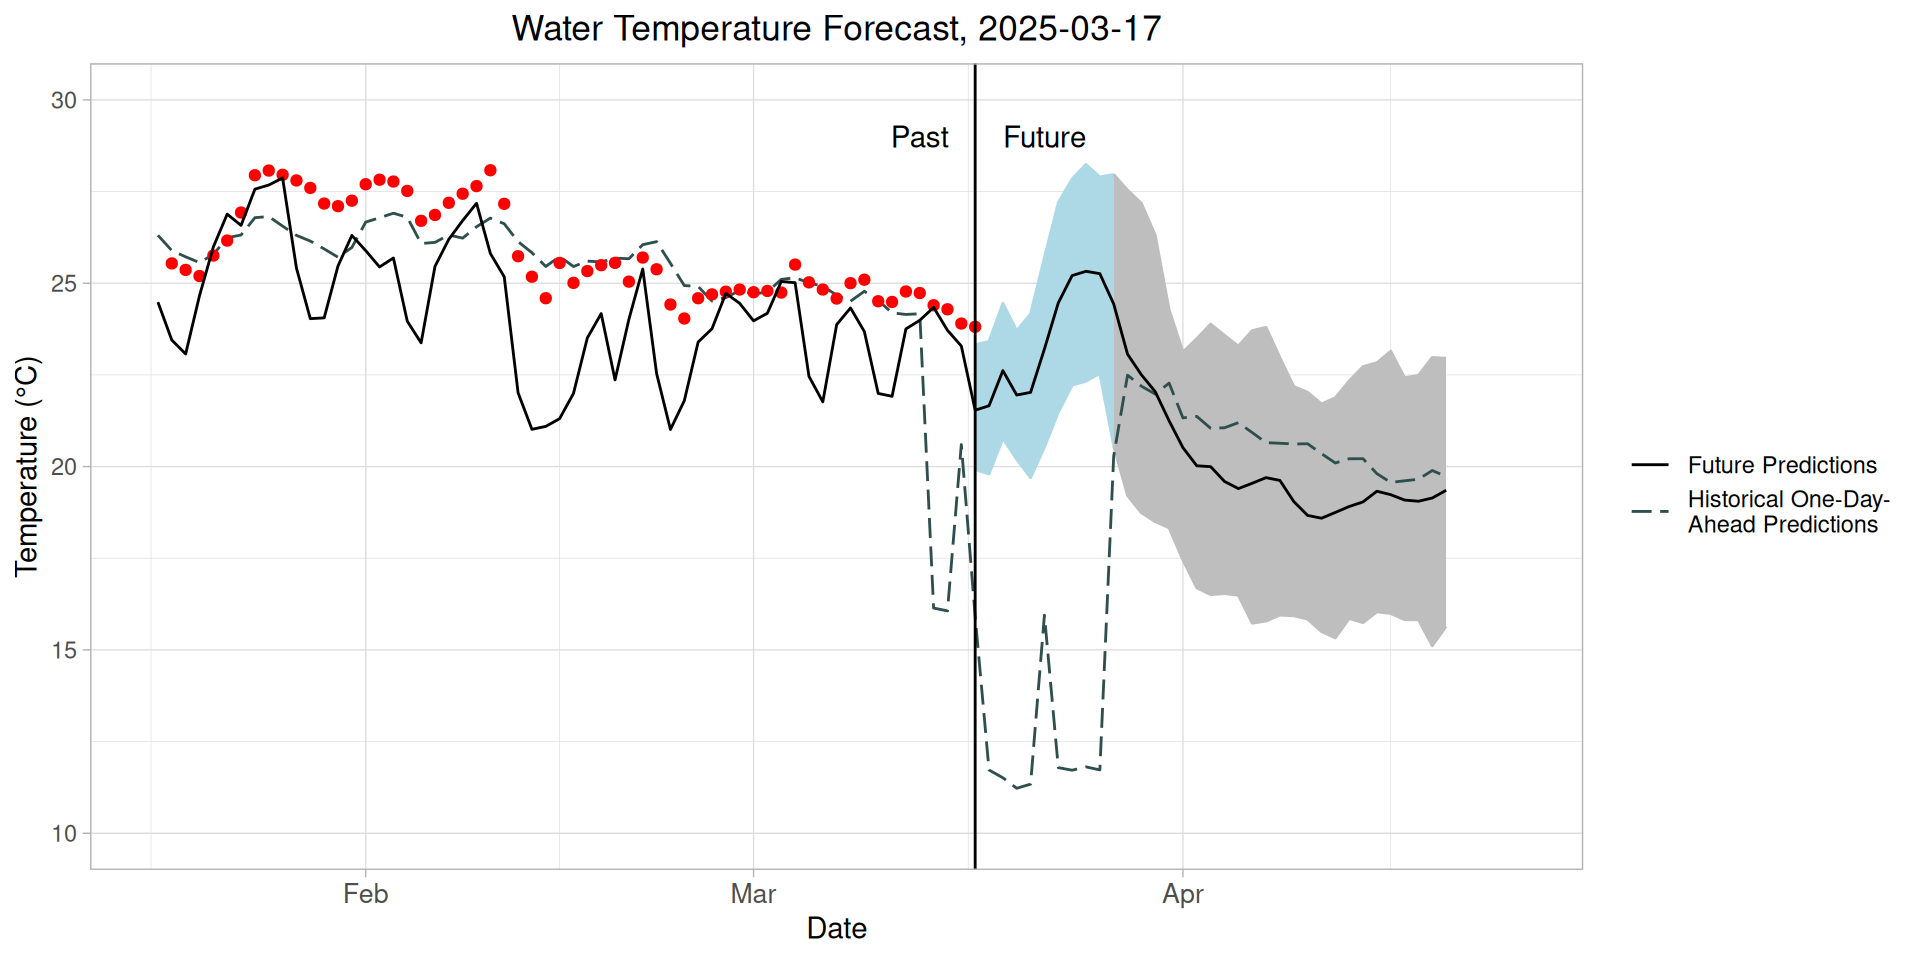 Water Temperature Forecast, 2025-03-17
30
25
20
15
10
Temperature (°C)
Past
Future
Feb
Mar
Apr
Date
Future Predictions
Historical One-Day-
Ahead Predictions